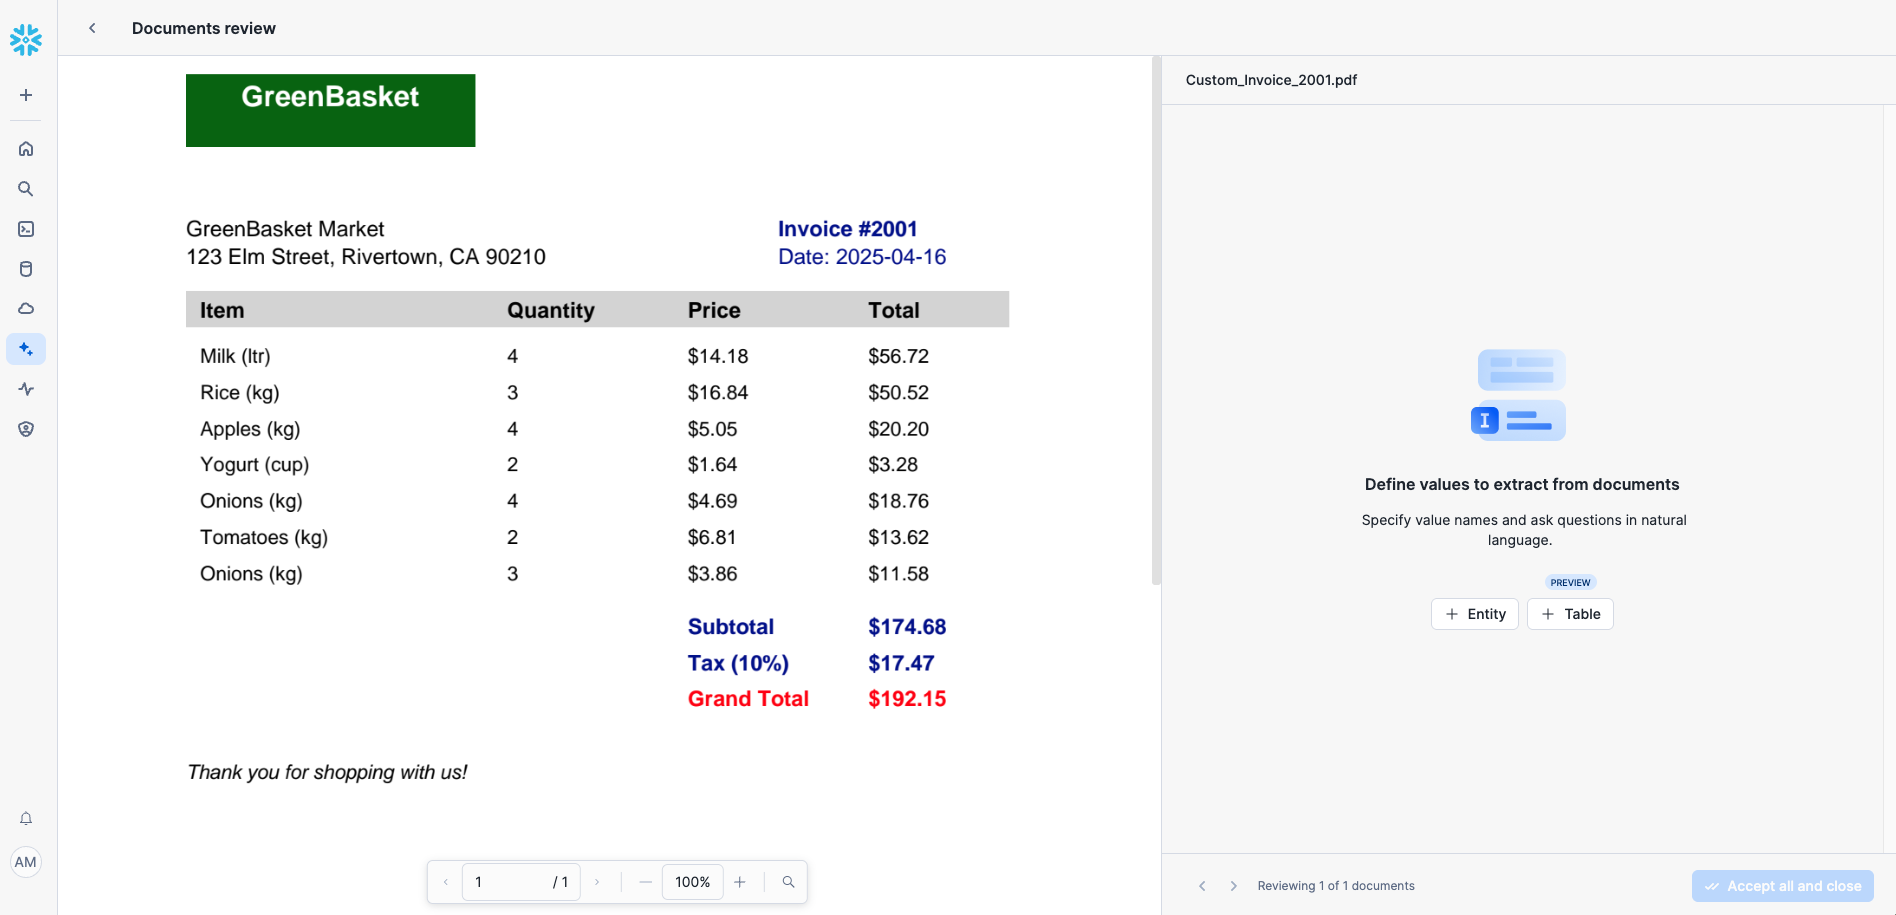 Documents review
GreenBasket
GreenBasket Market
123 Elm Street, Rivertown, CA 90210
Invoice #2001
Date: 2025-04-16
Item Quantity Price Total
Milk (ltr) 4 $14.18 $56.72
Rice (kg) 3 $16.84 $50.52
Apples (kg) 4 $5.05 $20.20
Yogurt (cup) 2 $1.64 $3.28
Onions (kg) 4 $4.69 $18.76
Tomatoes (kg) 2 $6.81 $13.62
Onions (kg) 3 $3.86 $11.58
Subtotal $174.68
Tax (10%) $17.47
Grand Total $192.15
Thank you for shopping with us!
1 / 1 100%
AM
Custom_Invoice_2001.pdf
Define values to extract from documents
Specify value names and ask questions in natural
language.
PREVIEW
Entity Table
Reviewing 1 of 1 documents
Accept all and close